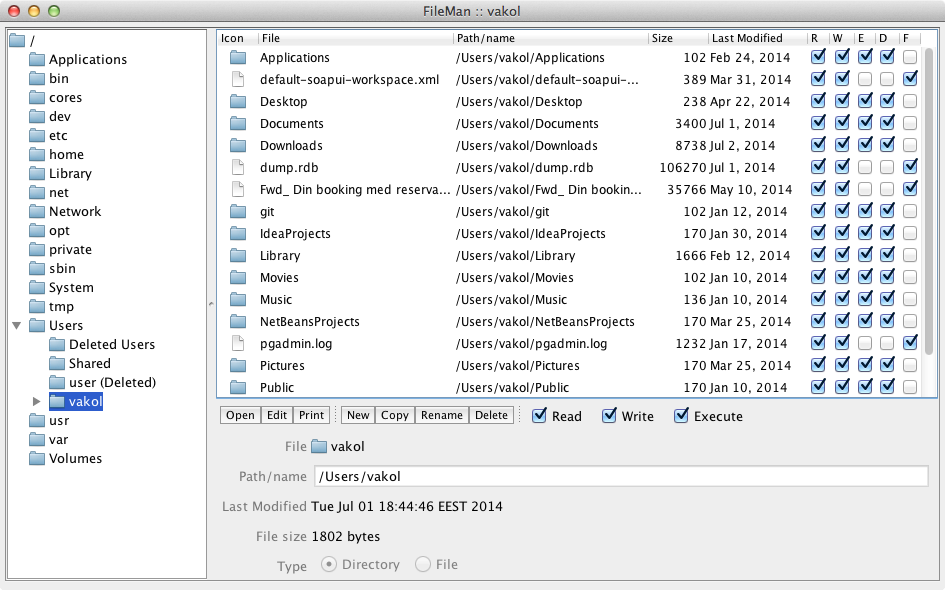 FileMan :: vakol
/
Applications
bin
cores
dev
etc
home
Library
net
Network
opt
private
sbin
System
tmp
Users
Deleted Users
Shared
user (Deleted)
vakol
usr
var
Volumes
Icon File Path/name Size Last Modified R W E D F
Applications /Users/vakol/Applications 102 Feb 24, 2014
default-soapui-workspace.xml /Users/vakol/default-soapui-... 389 Mar 31, 2014
Desktop /Users/vakol/Desktop 238 Apr 22, 2014
Documents /Users/vakol/Documents 3400 Jul 1, 2014
Downloads /Users/vakol/Downloads 8738 Jul 2, 2014
dump.rdb /Users/vakol/dump.rdb 106270 Jul 1, 2014
Fwd_ Din booking med reserva... /Users/vakol/Fwd_ Din bookin... 35766 May 10, 2014
git /Users/vakol/git 102 Jan 12, 2014
IdeaProjects /Users/vakol/IdeaProjects 170 Jan 30, 2014
Library /Users/vakol/Library 1666 Feb 12, 2014
Movies /Users/vakol/Movies 102 Jan 10, 2014
Music /Users/vakol/Music 136 Jan 10, 2014
NetBeansProjects /Users/vakol/NetBeansProjects 170 Mar 25, 2014
pgadmin.log /Users/vakol/pgadmin.log 1232 Jan 17, 2014
Pictures /Users/vakol/Pictures 170 Mar 25, 2014
Public /Users/vakol/Public 170 Jan 10, 2014
Open Edit Print New Copy Rename Delete Read Write Execute
File vakol
Path/name /Users/vakol
Last Modified Tue Jul 01 18:44:46 EEST 2014
File size 1802 bytes
Type Directory File